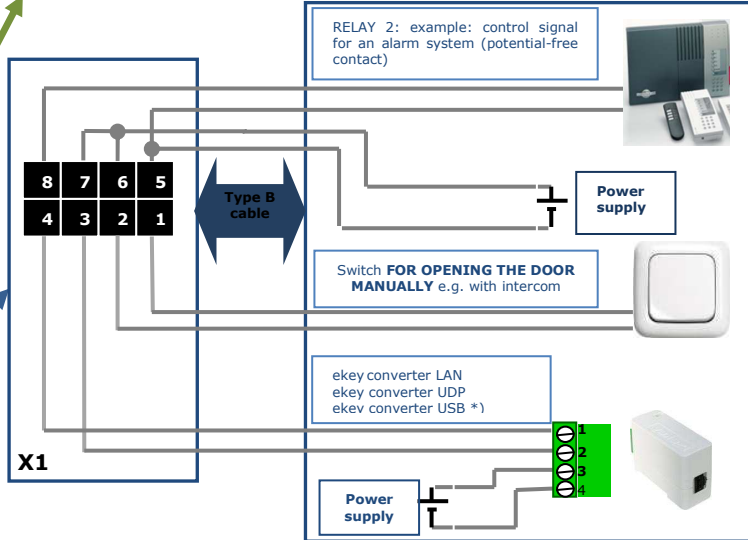 RELAY 2: example: control signal
for an alarm system (potential-free
contact)
8 7 6 5
4 3 2 1
Type B
cable
Power
supply
Switch FOR OPENING THE DOOR
MANUALLY e.g. with intercom
ekey converter LAN
ekey converter UDP
ekey converter USB *)
1
2
3
4
X1
Power
supply